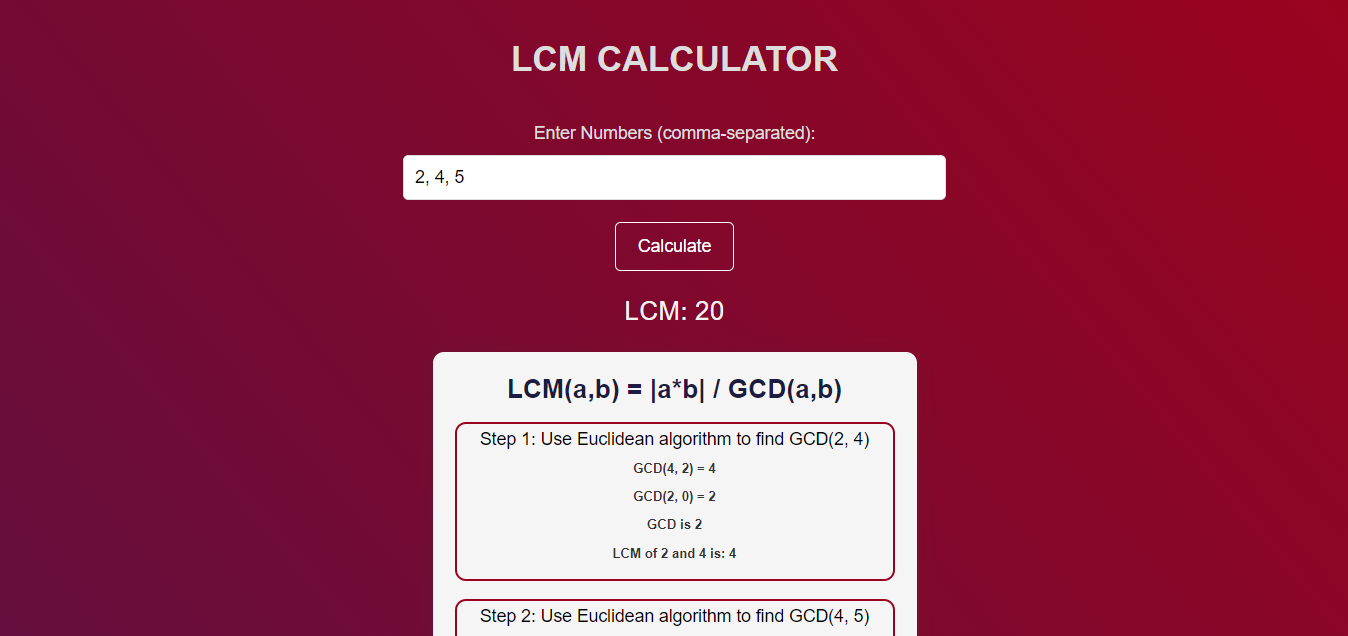 LCM CALCULATOR
Enter Numbers (comma-separated):
2, 4, 5
Calculate
LCM: 20
LCM(a,b) = |a*b| / GCD(a,b)
Step 1: Use Euclidean algorithm to find GCD(2, 4)
GCD(4, 2) = 4
GCD(2, 0) = 2
GCD is 2
LCM of 2 and 4 is: 4
Step 2: Use Euclidean algorithm to find GCD(4, 5)